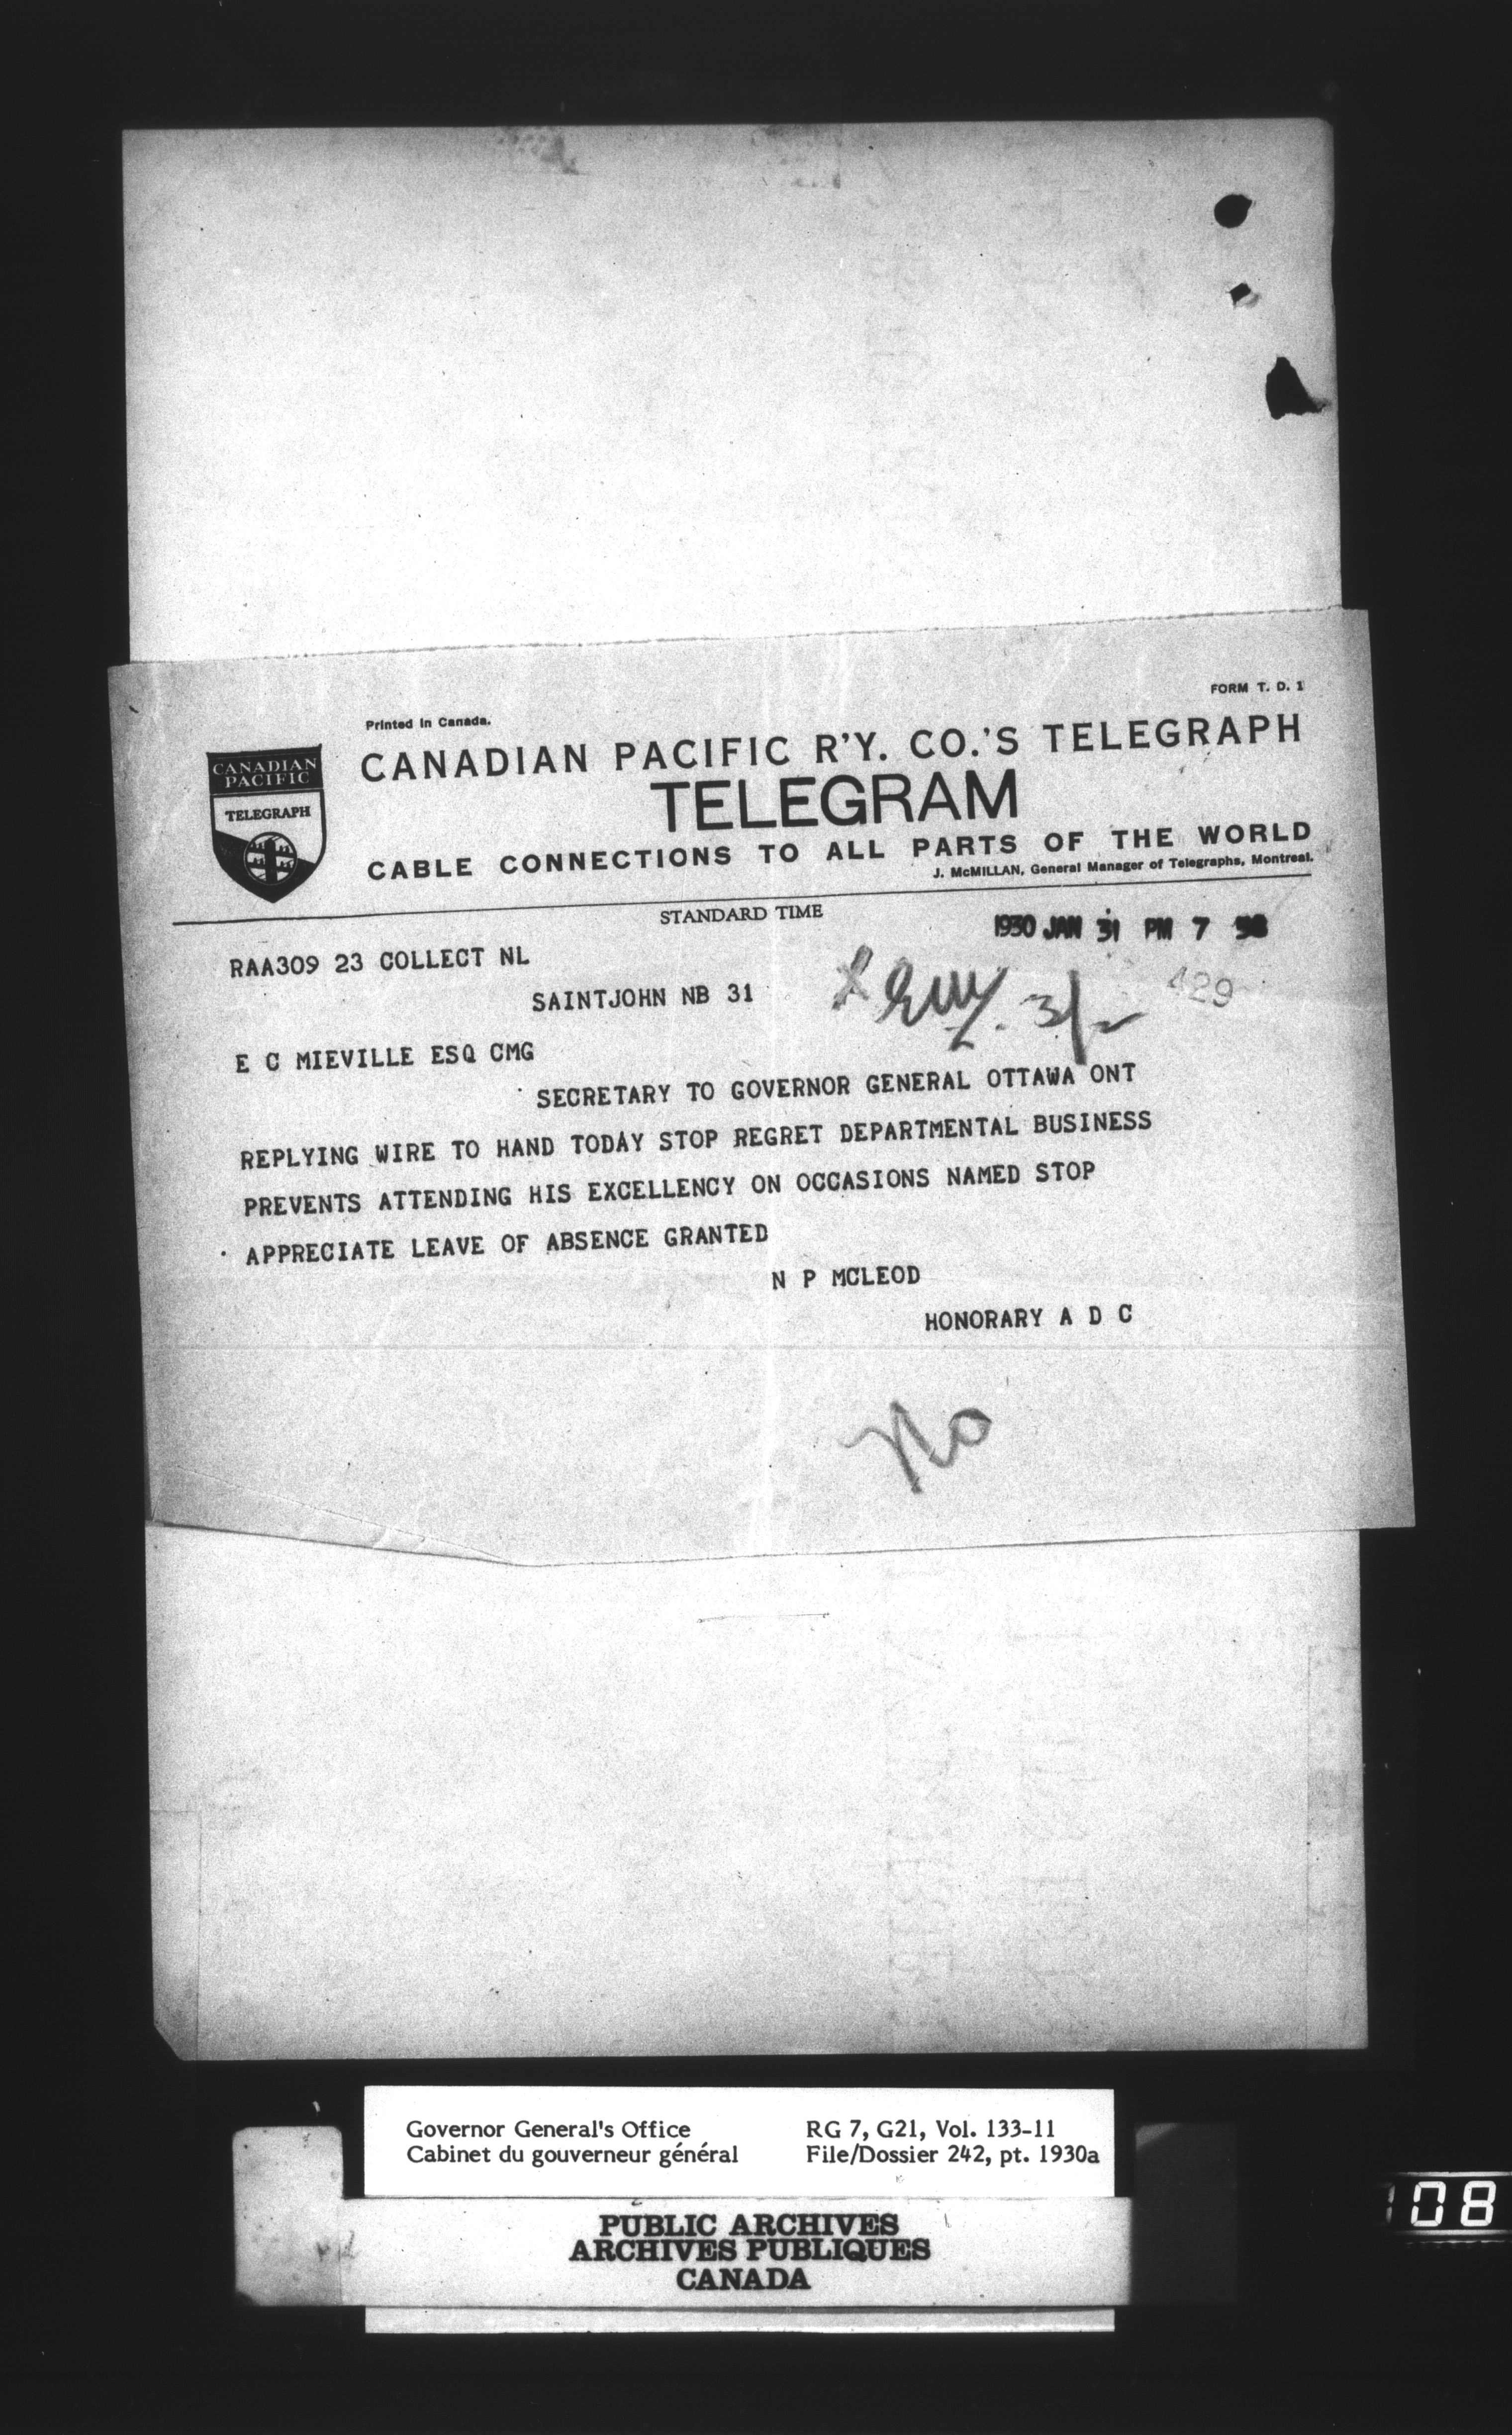 FORM T. D. 1
Printed in Canada.
CANADIAN PACIFIC R'Y. CO.'S TELEGRAPH
TELEGRAM
CABLE CONNECTIONS TO ALL PARTS OF THE WORLD
J. McMILLAN, General Manager of Telegraphs, Montreal.
CANADIAN
PACIFIC
TELEGRAPH
STANDARD TIME
1930 JAN 31 PM 7
RAA309 23 COLLECT NL
429
SAINTJOHN NB 31
3/2
E C MIEVILLE ESQ CMG
SECRETARY TO GOVERNOR GENERAL OTTAWA ONT
REPLYING WIRE TO HAND TODAY STOP REGRET DEPARTMENTAL BUSINESS
PREVENTS ATTENDING HIS EXCELLENCY ON OCCASIONS NAMED STOP
APPRECIATE LEAVE OF ABSENCE GRANTED
N P MCLEOD
HONORARY A D C
No
Governor General's Office
Cabinet du gouverneur général
RG 7, G21, Vol. 133-11
File/Dossier 242, pt. 1930a
PUBLIC ARCHIVES
ARCHIVES PUBLIQUES
CANADA
108